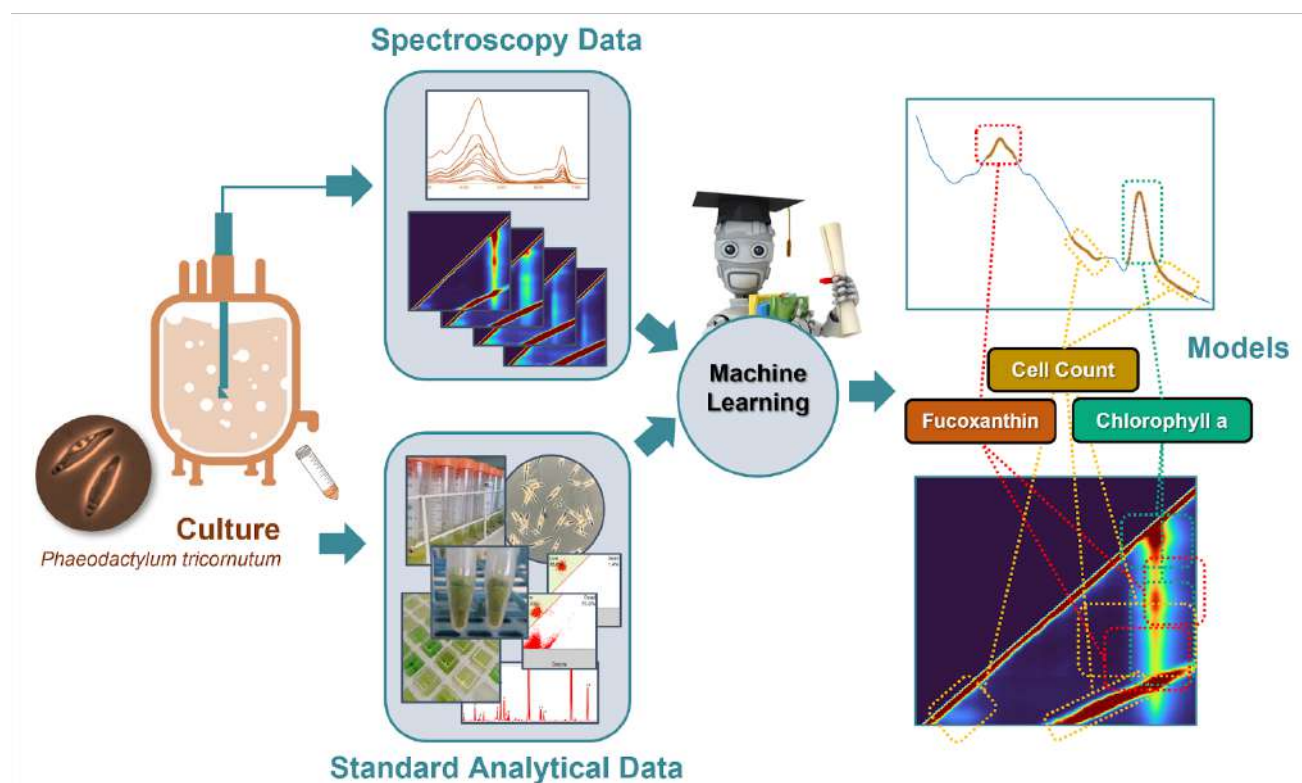 Spectroscopy Data
Machine
Learning
Models
Cell Count
Fucoxanthin
Chlorophyll a
Culture
Phaeodactylum tricornutum
Standard Analytical Data